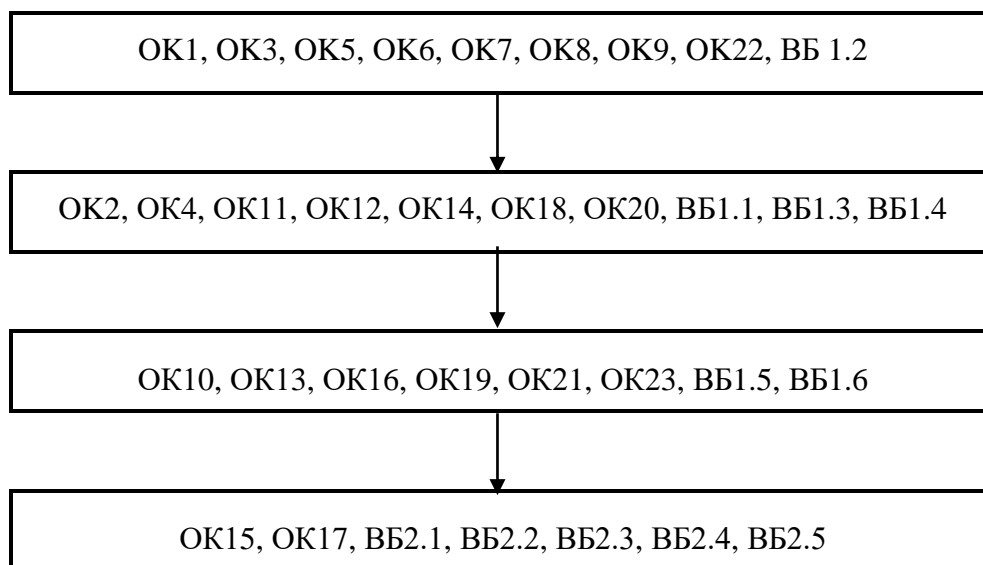 ОК1, ОК3, ОК5, ОК6, ОК7, ОК8, ОК9, ОК22, ВБ 1.2
ОК2, ОК4, ОК11, ОК12, ОК14, ОК18, ОК20, ВБ1.1, ВБ1.3, ВБ1.4
ОК10, ОК13, ОК16, ОК19, ОК21, ОК23, ВБ1.5, ВБ1.6
ОК15, ОК17, ВБ2.1, ВБ2.2, ВБ2.3, ВБ2.4, ВБ2.5